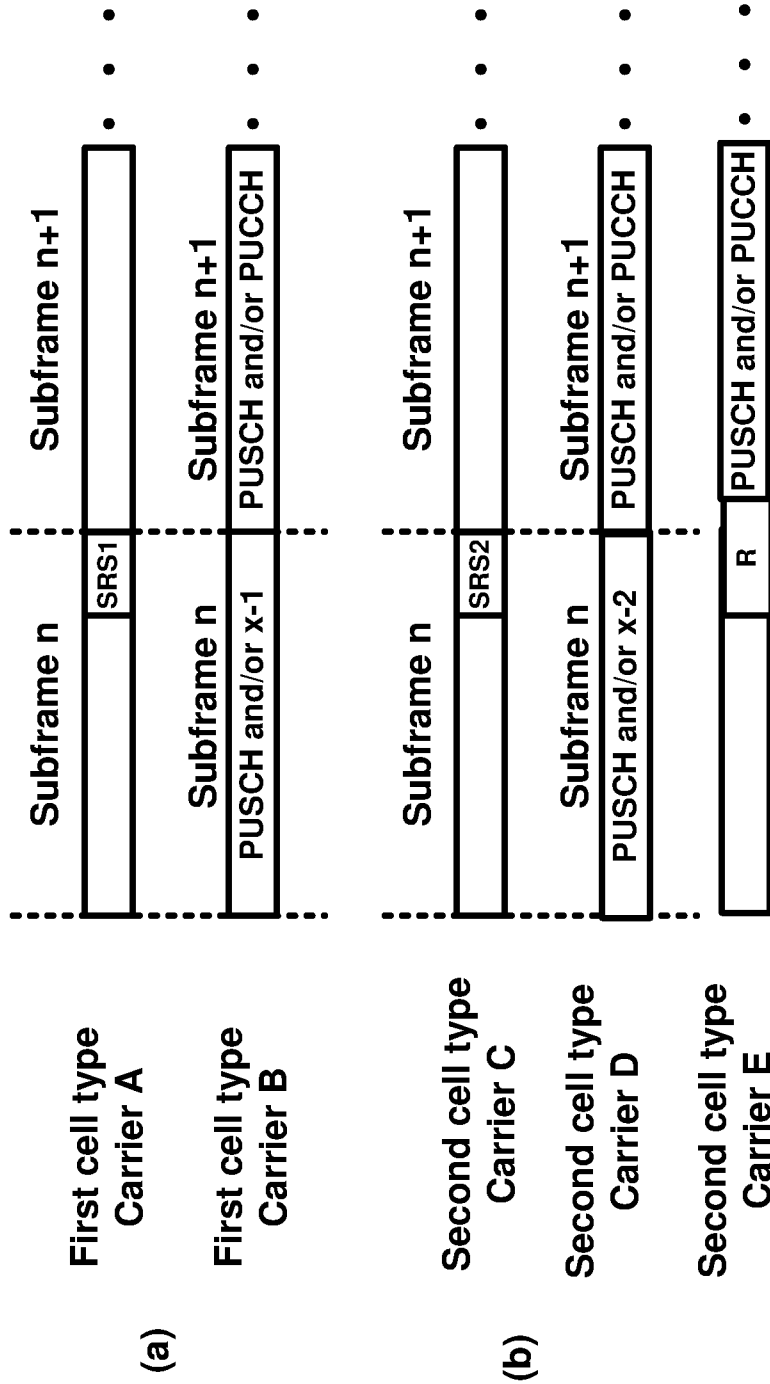 (a)
Subframe n
Subframe n+1
First cell type
Carrier A
SRS1
Subframe n
Subframe n+1
First cell type
Carrier B
PUSCH and/or x-1
PUSCH and/or PUCCH
(b)
Subframe n
Subframe n+1
Second cell type
Carrier C
SRS2
Subframe n
Subframe n+1
Second cell type
Carrier D
PUSCH and/or x-2
PUSCH and/or PUCCH
Second cell type
Carrier E
R
PUSCH and/or PUCCH